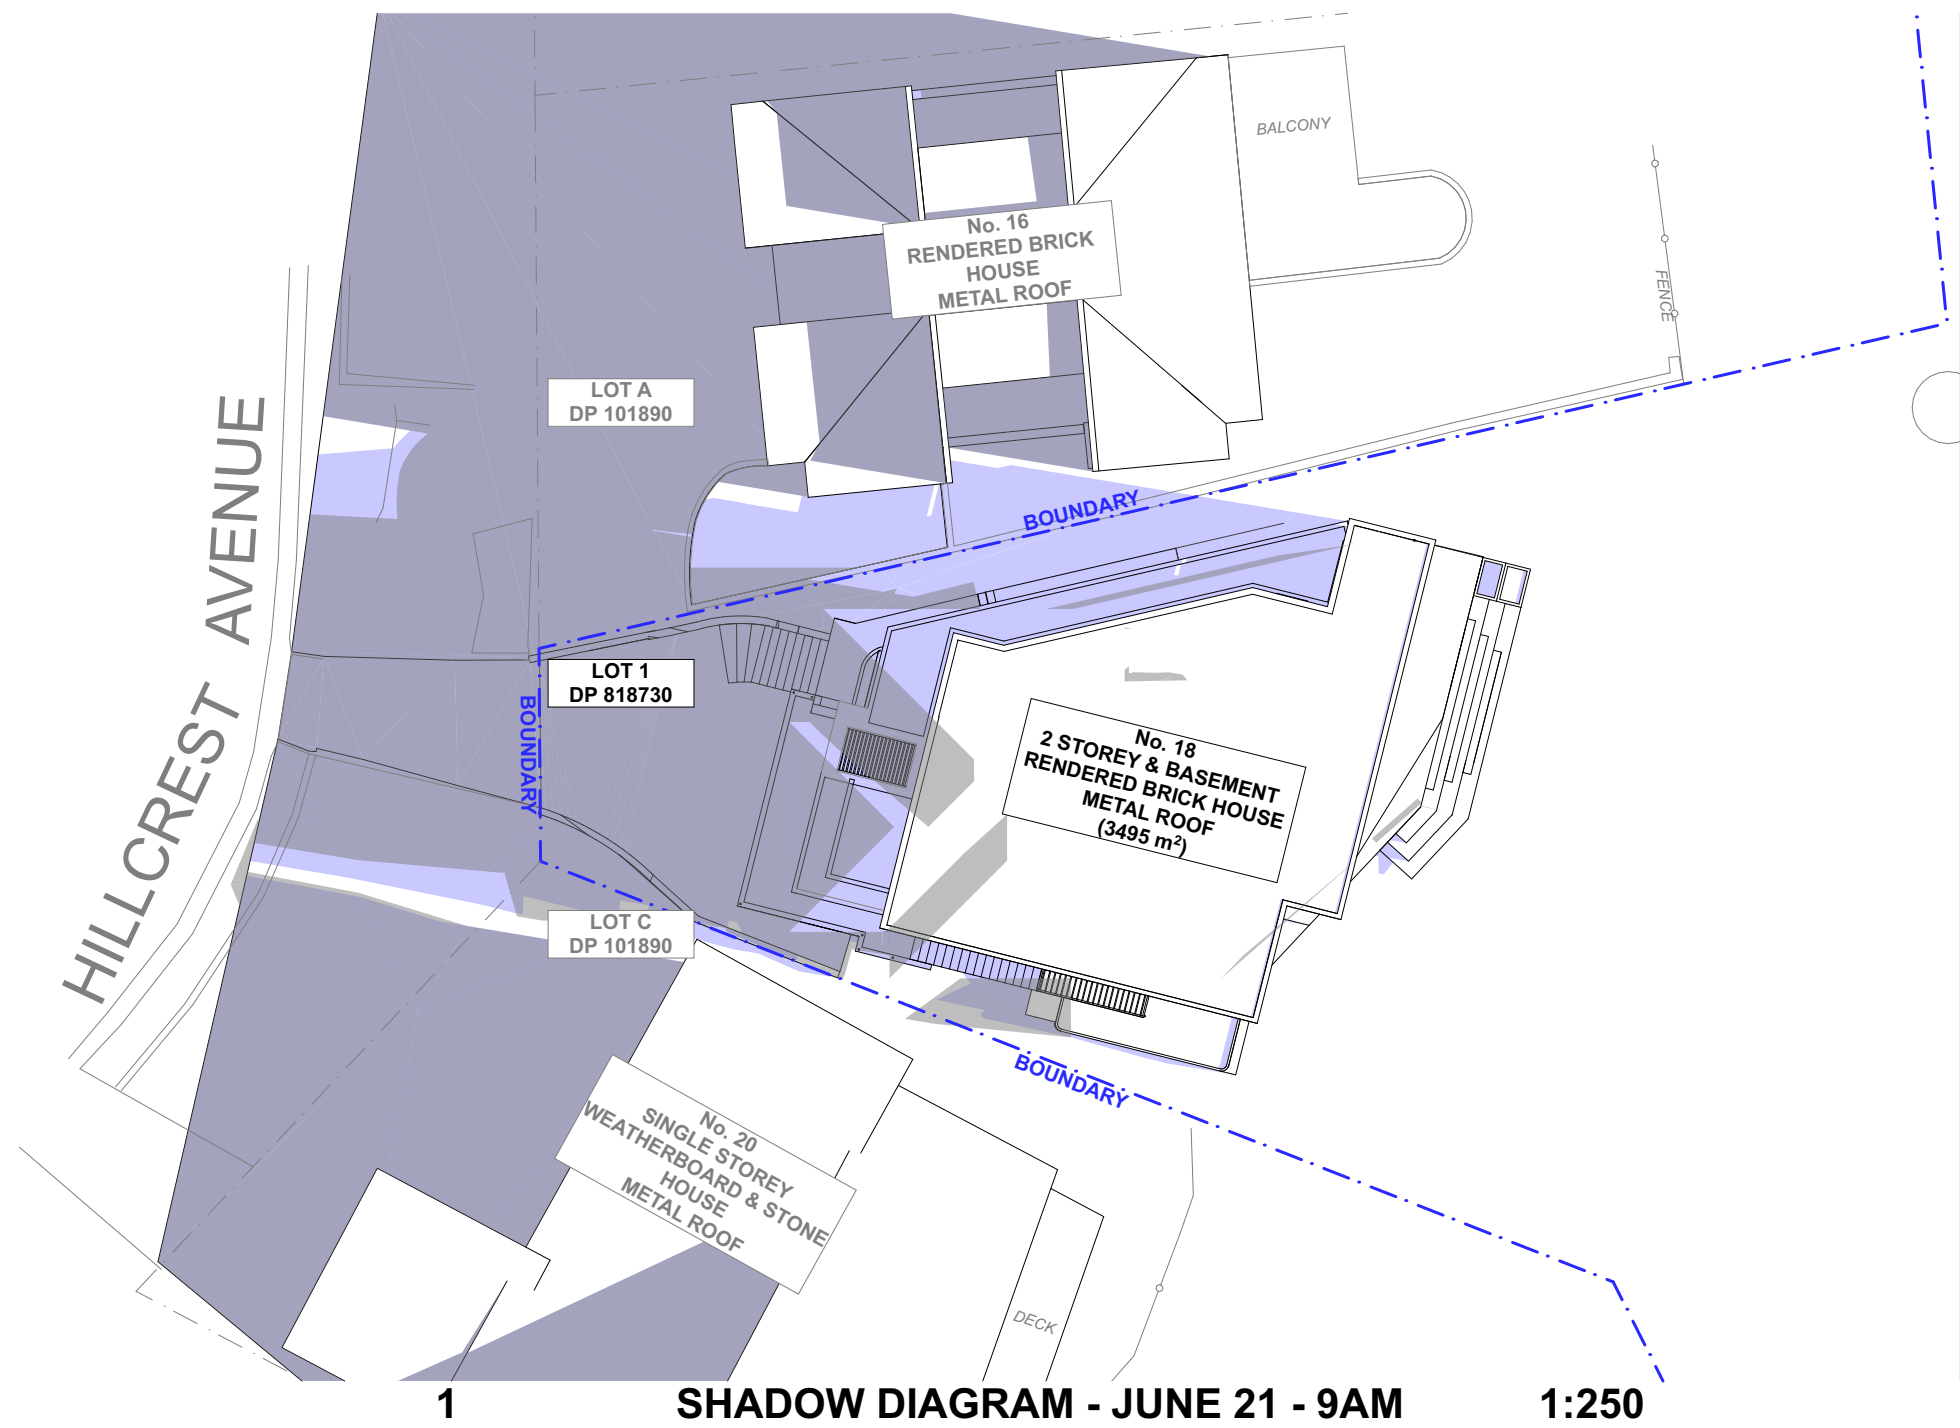 BALCONY
No. 16
RENDERED BRICK
HOUSE
METAL ROOF
FENCE
LOT A
DP 101890
HILLCREST AVENUE
BOUNDARY
LOT 1
DP 818730
BOUNDARY
No. 18
2 STOREY & BASEMENT
RENDERED BRICK HOUSE
METAL ROOF
(3495 m²)
LOT C
DP 101890
BOUNDARY
No. 20
SINGLE STOREY
WEATHERBOARD & STONE
HOUSE
METAL ROOF
DECK
1 SHADOW DIAGRAM - JUNE 21 - 9AM 1:250